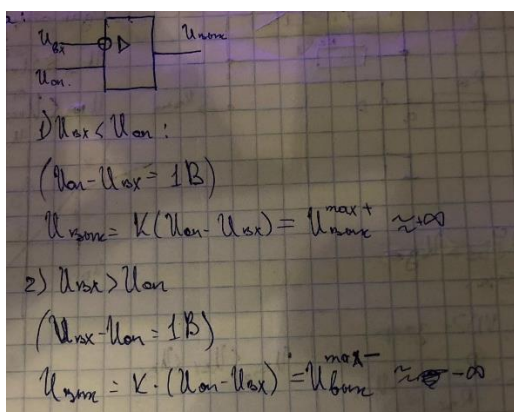 Uвх
Uвых
Uоп.
1) Uвх < Uоп :
(Uоп - Uвх = 1В)
Uвых = K(Uоп - Uвх) = Uвых^max+ ≈ +∞
2) Uвх > Uоп
(Uвх - Uоп = 1В)
Uвых = K · (Uоп - Uвх) = Uвых^max- ≈ -∞